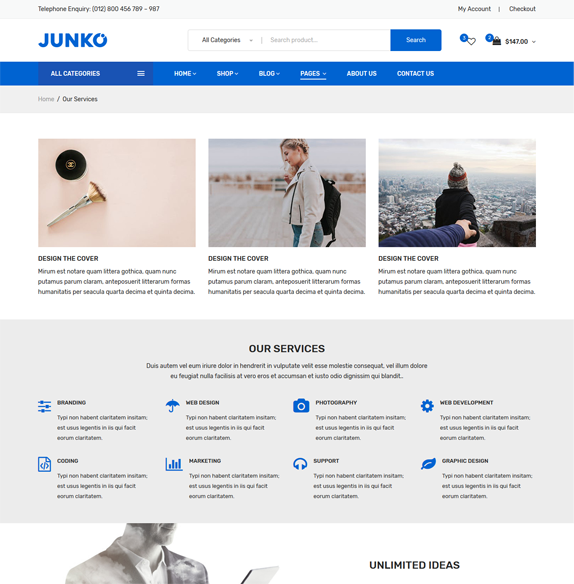 Telephone Enquiry: (012) 800 456 789 – 987
My Account | Checkout
JUNKO
All Categories | Search product... Search
3 2 $147.00
ALL CATEGORIES HOME SHOP BLOG PAGES ABOUT US CONTACT US
Home / Our Services
DESIGN THE COVER
Mirum est notare quam littera gothica, quam nunc
putamus parum claram, anteposuerit litterarum formas
humanitatis per seacula quarta decima et quinta decima.
DESIGN THE COVER
Mirum est notare quam littera gothica, quam nunc
putamus parum claram, anteposuerit litterarum formas
humanitatis per seacula quarta decima et quinta decima.
DESIGN THE COVER
Mirum est notare quam littera gothica, quam nunc
putamus parum claram, anteposuerit litterarum formas
humanitatis per seacula quarta decima et quinta decima.
OUR SERVICES
Duis autem vel eum iriure dolor in hendrerit in vulputate velit esse molestie consequat, vel illum dolore
eu feugiat nulla facilisis at vero eros et accumsan et iusto odio dignissim qui blandit..
BRANDING
Typi non habent claritatem insitam;
est usus legentis in iis qui facit
eorum claritatem.
WEB DESIGN
Typi non habent claritatem insitam;
est usus legentis in iis qui facit
eorum claritatem.
PHOTOGRAPHY
Typi non habent claritatem insitam;
est usus legentis in iis qui facit
eorum claritatem.
WEB DEVELOPMENT
Typi non habent claritatem insitam;
est usus legentis in iis qui facit
eorum claritatem.
CODING
Typi non habent claritatem insitam;
est usus legentis in iis qui facit
eorum claritatem.
MARKETING
Typi non habent claritatem insitam;
est usus legentis in iis qui facit
eorum claritatem.
SUPPORT
Typi non habent claritatem insitam;
est usus legentis in iis qui facit
eorum claritatem.
GRAPHIC DESIGN
Typi non habent claritatem insitam;
est usus legentis in iis qui facit
eorum claritatem.
UNLIMITED IDEAS